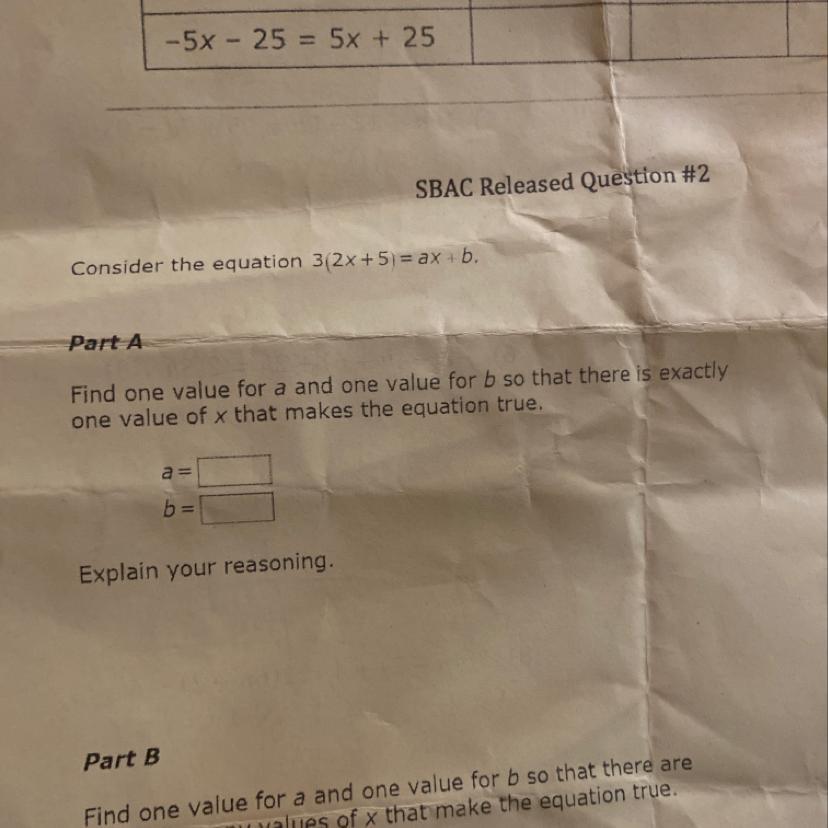 -5x - 25 = 5x + 25
SBAC Released Question #2
Consider the equation 3(2x+5)= ax + b.
Part A
Find one value for a and one value for b so that there is exactly
one value of x that makes the equation true.
a=
b=
Explain your reasoning.
Part B
Find one value for a and one value for b so that there are
values of x that make the equation true.